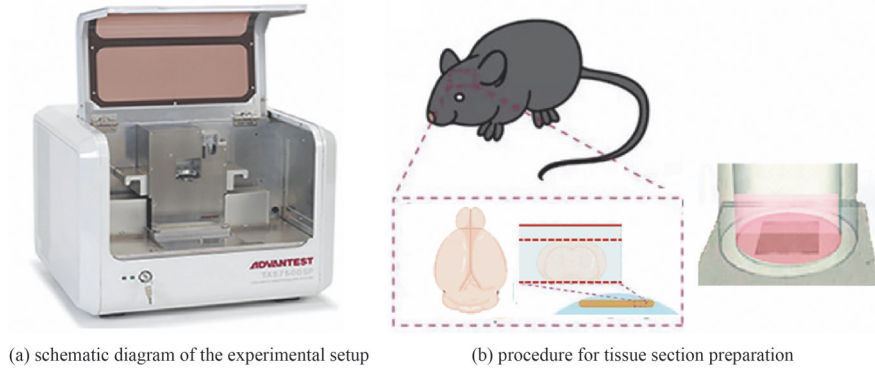 ADVANTEST
TAS7500SP
(a) schematic diagram of the experimental setup
(b) procedure for tissue section preparation